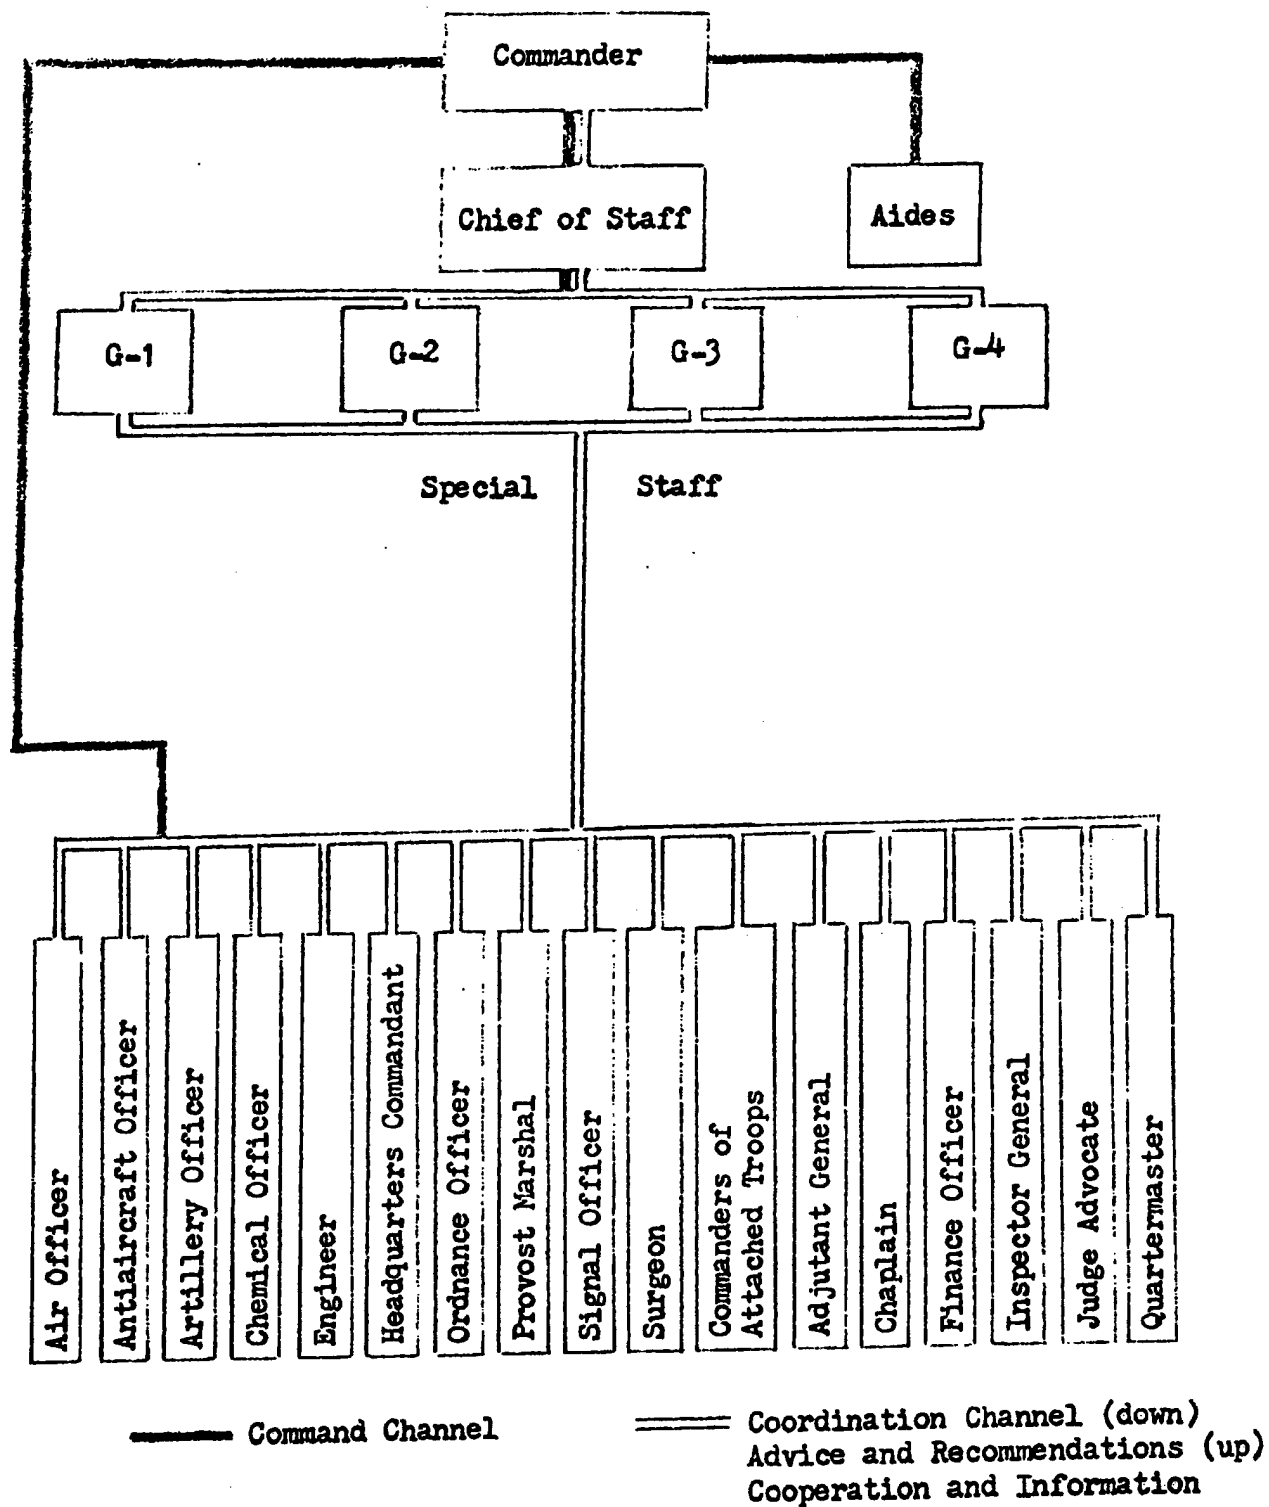 Commander
Chief of Staff
Aides
G-1
G-2
G-3
G-4
Special Staff
Air Officer
Antiaircraft Officer
Artillery Officer
Chemical Officer
Engineer
Headquarters Commandant
Ordnance Officer
Provost Marshal
Signal Officer
Surgeon
Commanders of
Attached Troops
Adjutant General
Chaplain
Finance Officer
Inspector General
Judge Advocate
Quartermaster
Command Channel
Coordination Channel (down)
Advice and Recommendations (up)
Cooperation and Information